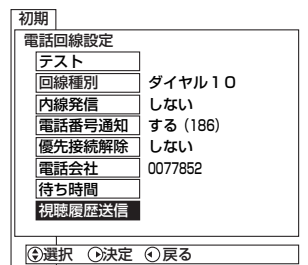 初期
電話回線設定
テスト
回線種別 ダイヤル10
内線発信 しない
電話番号通知 する (186)
優先接続解除 しない
電話会社 0077852
待ち時間
視聴履歴送信
選択 決定 戻る